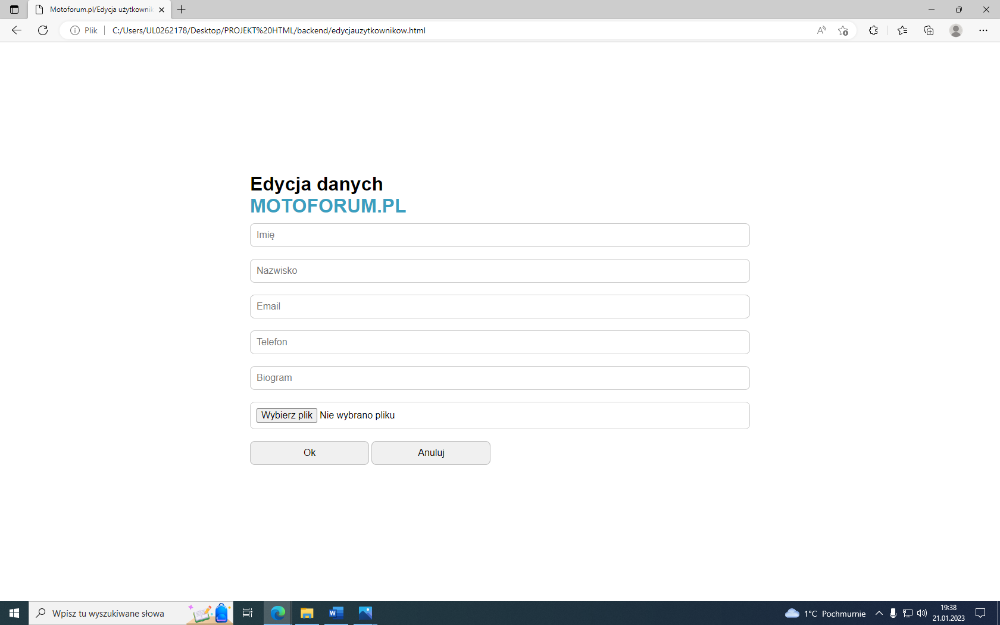 Motoforum.pl/Edycja użytkownik
Plik
C:/Users/UL0262178/Desktop/PROJEKT%20HTML/backend/edycjauzytkownikow.html
Edycja danych
MOTOFORUM.PL
Imię
Nazwisko
Email
Telefon
Biogram
Wybierz plik Nie wybrano pliku
Ok
Anuluj
Wpisz tu wyszukiwane słowa
1°C Pochmurnie
19:38
21.01.2023